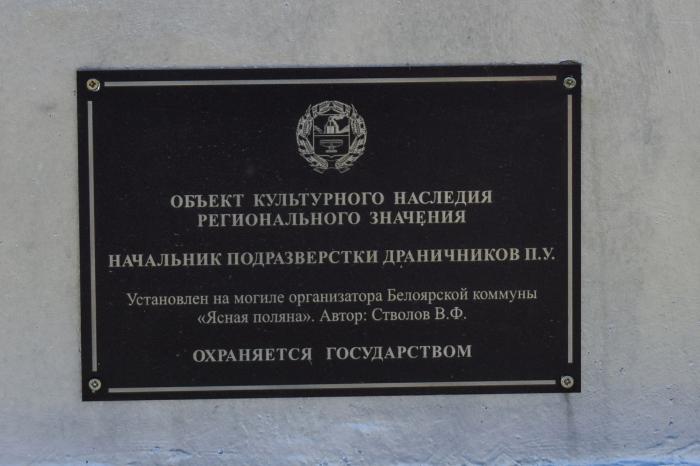 ОБЪЕКТ КУЛЬТУРНОГО НАСЛЕДИЯ
РЕГИОНАЛЬНОГО ЗНАЧЕНИЯ
НАЧАЛЬНИК ПОДРАЗВЕРСТКИ ДРАНИЧНИКОВ П.У.
Установлен на могиле организатора Белоярской коммуны
«Ясная поляна». Автор: Стволов В.Ф.
ОХРАНЯЕТСЯ ГОСУДАРСТВОМ